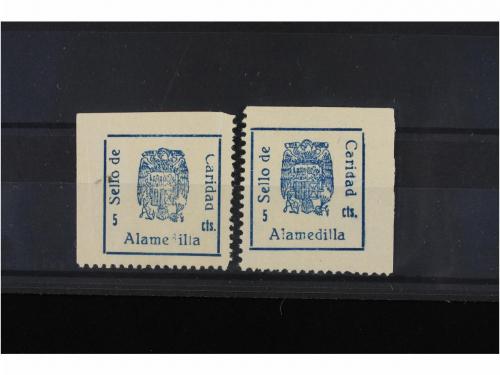 Sello de
Caridad
5 cts.
Alamedilla
Sello de
Caridad
5 cts.
Alamedilla